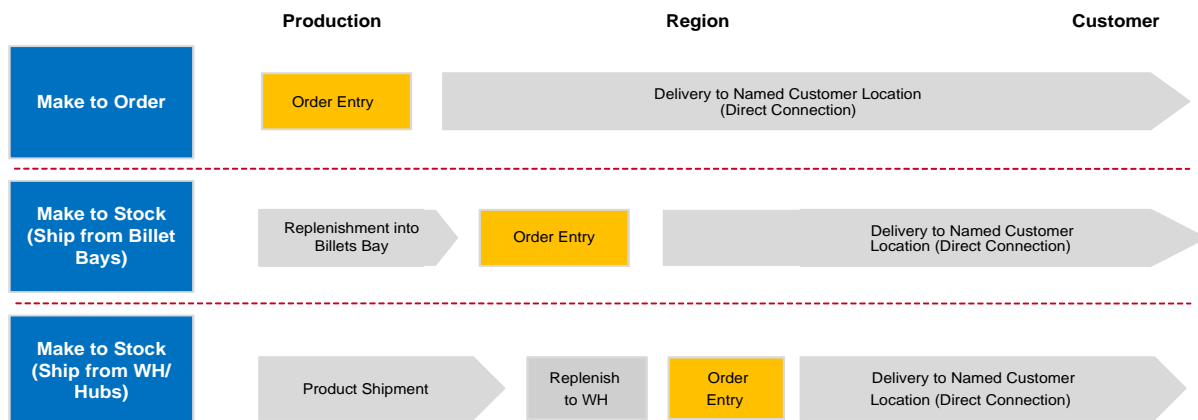 Production
Region
Customer
Make to Order
Order Entry
Delivery to Named Customer Location
(Direct Connection)
Make to Stock
(Ship from Billet
Bays)
Replenishment into
Billets Bay
Order Entry
Delivery to Named Customer
Location (Direct Connection)
Make to Stock
(Ship from WH/
Hubs)
Product Shipment
Replenish
to WH
Order
Entry
Delivery to Named Customer
Location (Direct Connection)